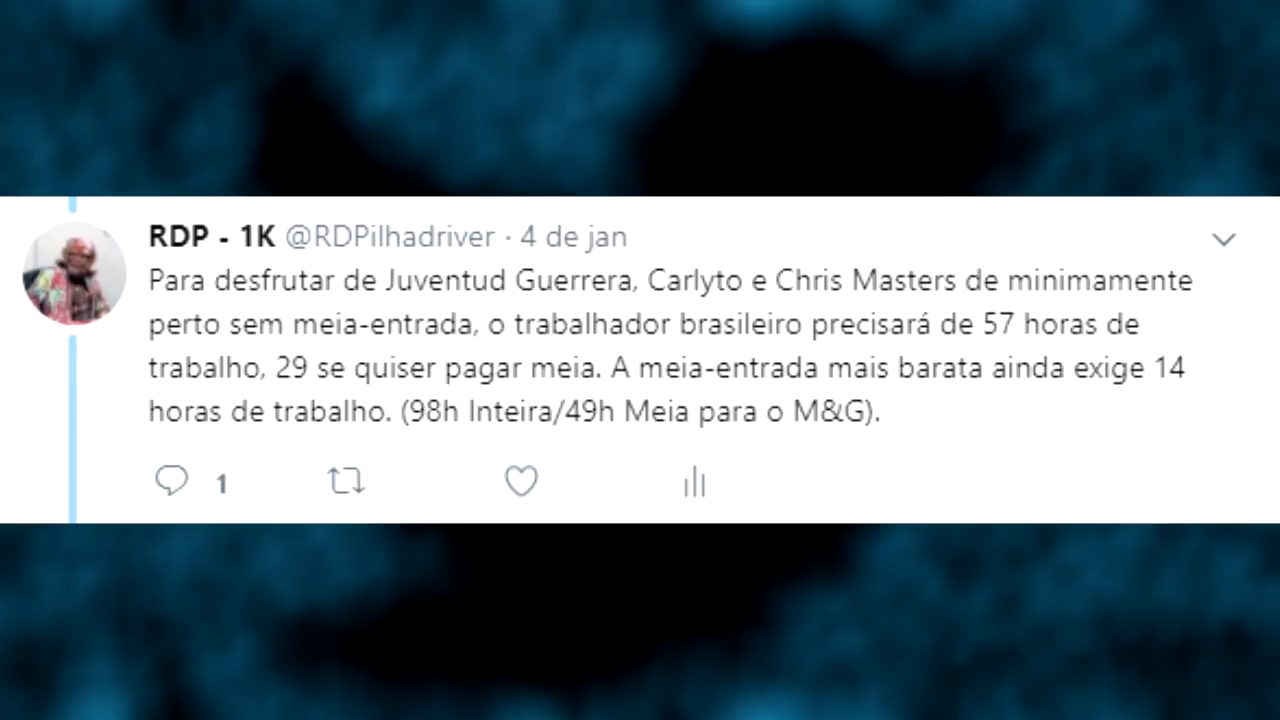 RDP - 1K @RDPilhadriver · 4 de jan
Para desfrutar de Juventud Guerrera, Carlyto e Chris Masters de minimamente
perto sem meia-entrada, o trabalhador brasileiro precisará de 57 horas de
trabalho, 29 se quiser pagar meia. A meia-entrada mais barata ainda exige 14
horas de trabalho. (98h Inteira/49h Meia para o M&G).
1